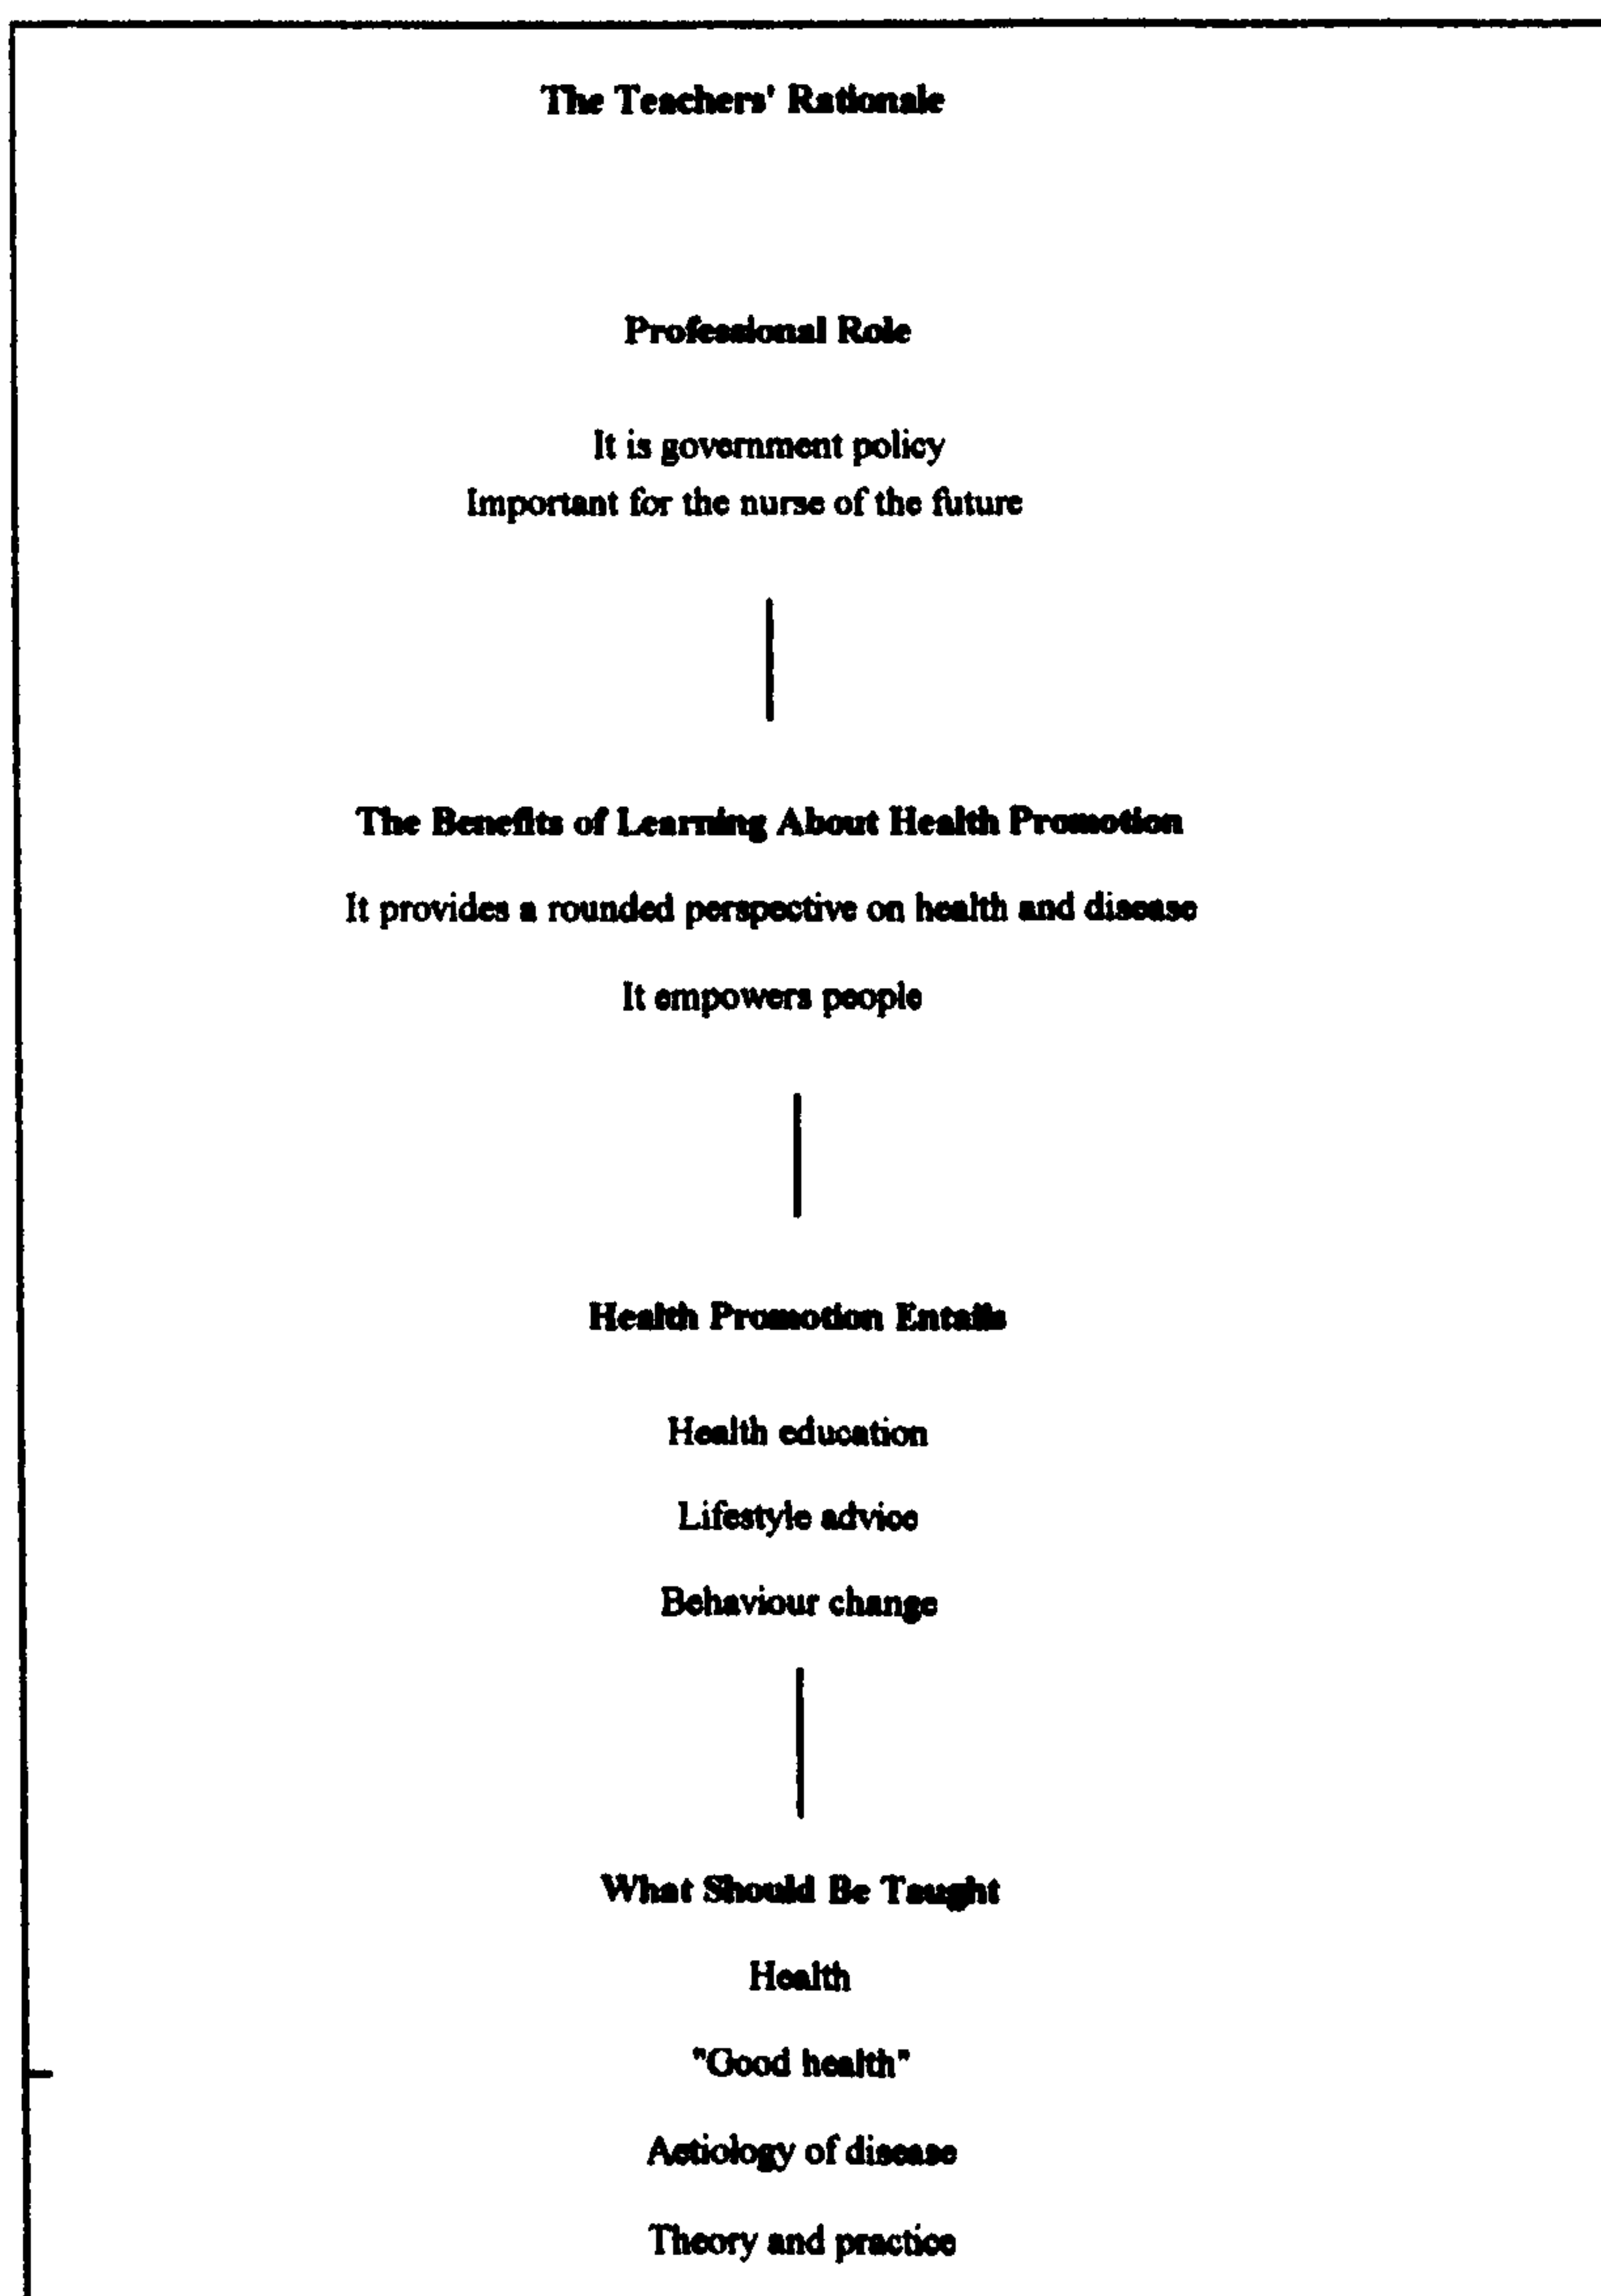 The Teachers' Rationale
Professional Role
It is government policy
Important for the nurse of the future
The Benefits of Learning About Health Promotion
It provides a rounded perspective on health and disease
It empowers people
Health Promotion Entails
Health education
Lifestyle advice
Behaviour change
What Should Be Taught
Health
"Good health"
Aetiology of disease
Theory and practice